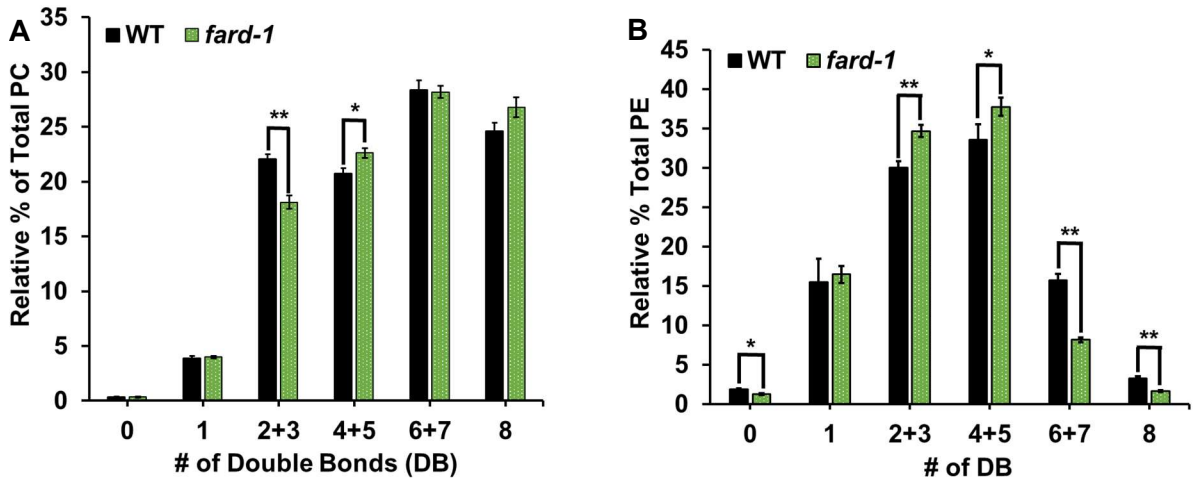 A
WT fard-1
Relative % of Total PC
35
30
25
20
15
10
5
0
** *
0 1 2+3 4+5 6+7 8
# of Double Bonds (DB)
B
WT fard-1
Relative % Total PE
45
40
35
30
25
20
15
10
5
0
* ** * ** **
0 1 2+3 4+5 6+7 8
# of DB